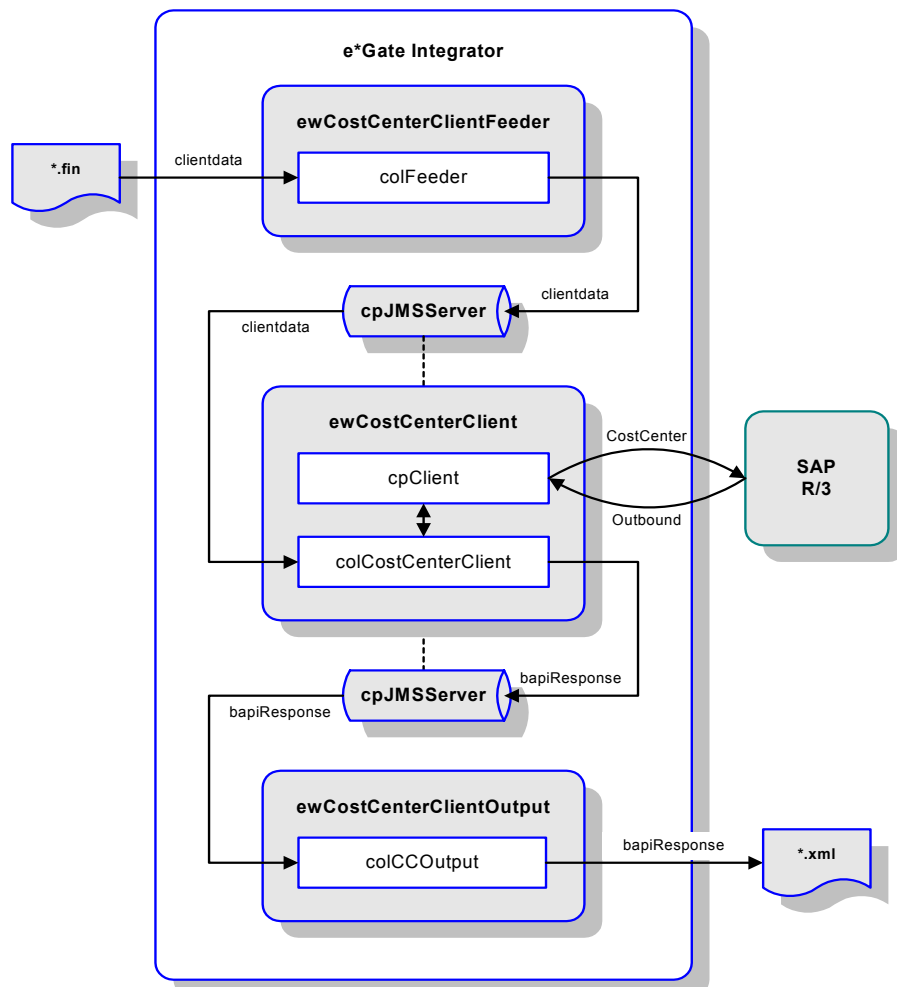 e*Gate Integrator
ewCostCenterClientFeeder
*.fin
clientdata
colFeeder
clientdata
cpJMSServer
clientdata
ewCostCenterClient
CostCenter
cpClient
SAP
R/3
Outbound
colCostCenterClient
bapiResponse
cpJMSServer
bapiResponse
ewCostCenterClientOutput
bapiResponse
colCCOutput
*.xml